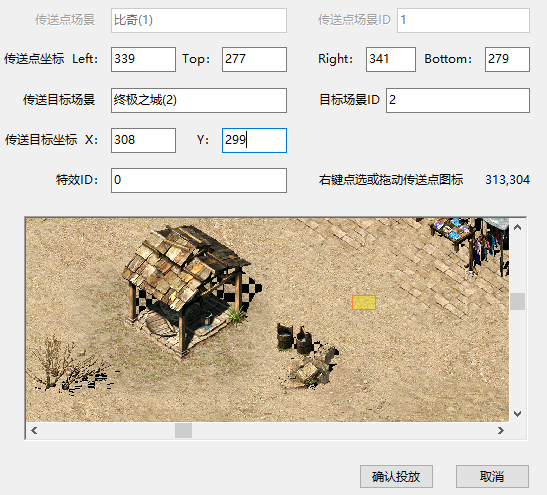 传送点场景 比奇(1) 传送点场景ID 1
传送点坐标 Left: 339 Top: 277 Right: 341 Bottom: 279
传送目标场景 终极之城(2) 目标场景ID 2
传送目标坐标 X: 308 Y: 299
特效ID: 0 右键点选或拖动传送点图标 313,304
确认投放 取消